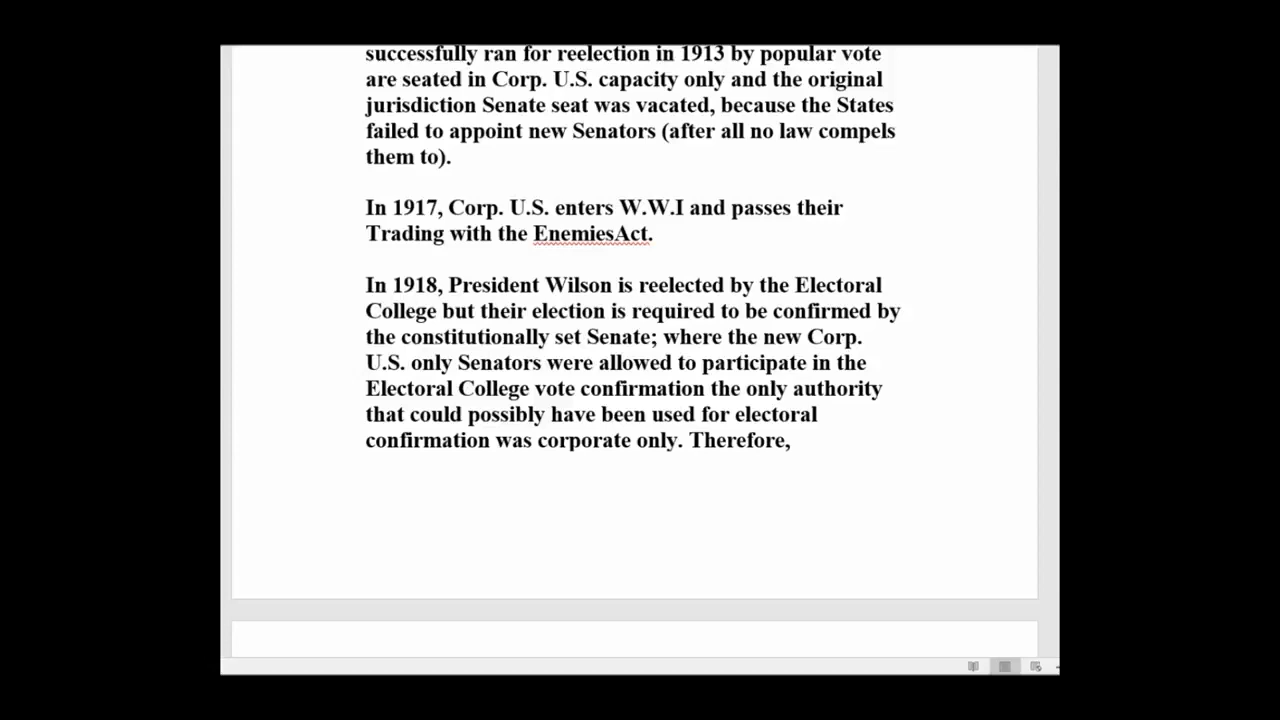 successfully ran for reelection in 1913 by popular vote
are seated in Corp. U.S. capacity only and the original
jurisdiction Senate seat was vacated, because the States
failed to appoint new Senators (after all no law compels
them to).
In 1917, Corp. U.S. enters W.W.I and passes their
Trading with the EnemiesAct.
In 1918, President Wilson is reelected by the Electoral
College but their election is required to be confirmed by
the constitutionally set Senate; where the new Corp.
U.S. only Senators were allowed to participate in the
Electoral College vote confirmation the only authority
that could possibly have been used for electoral
confirmation was corporate only. Therefore,